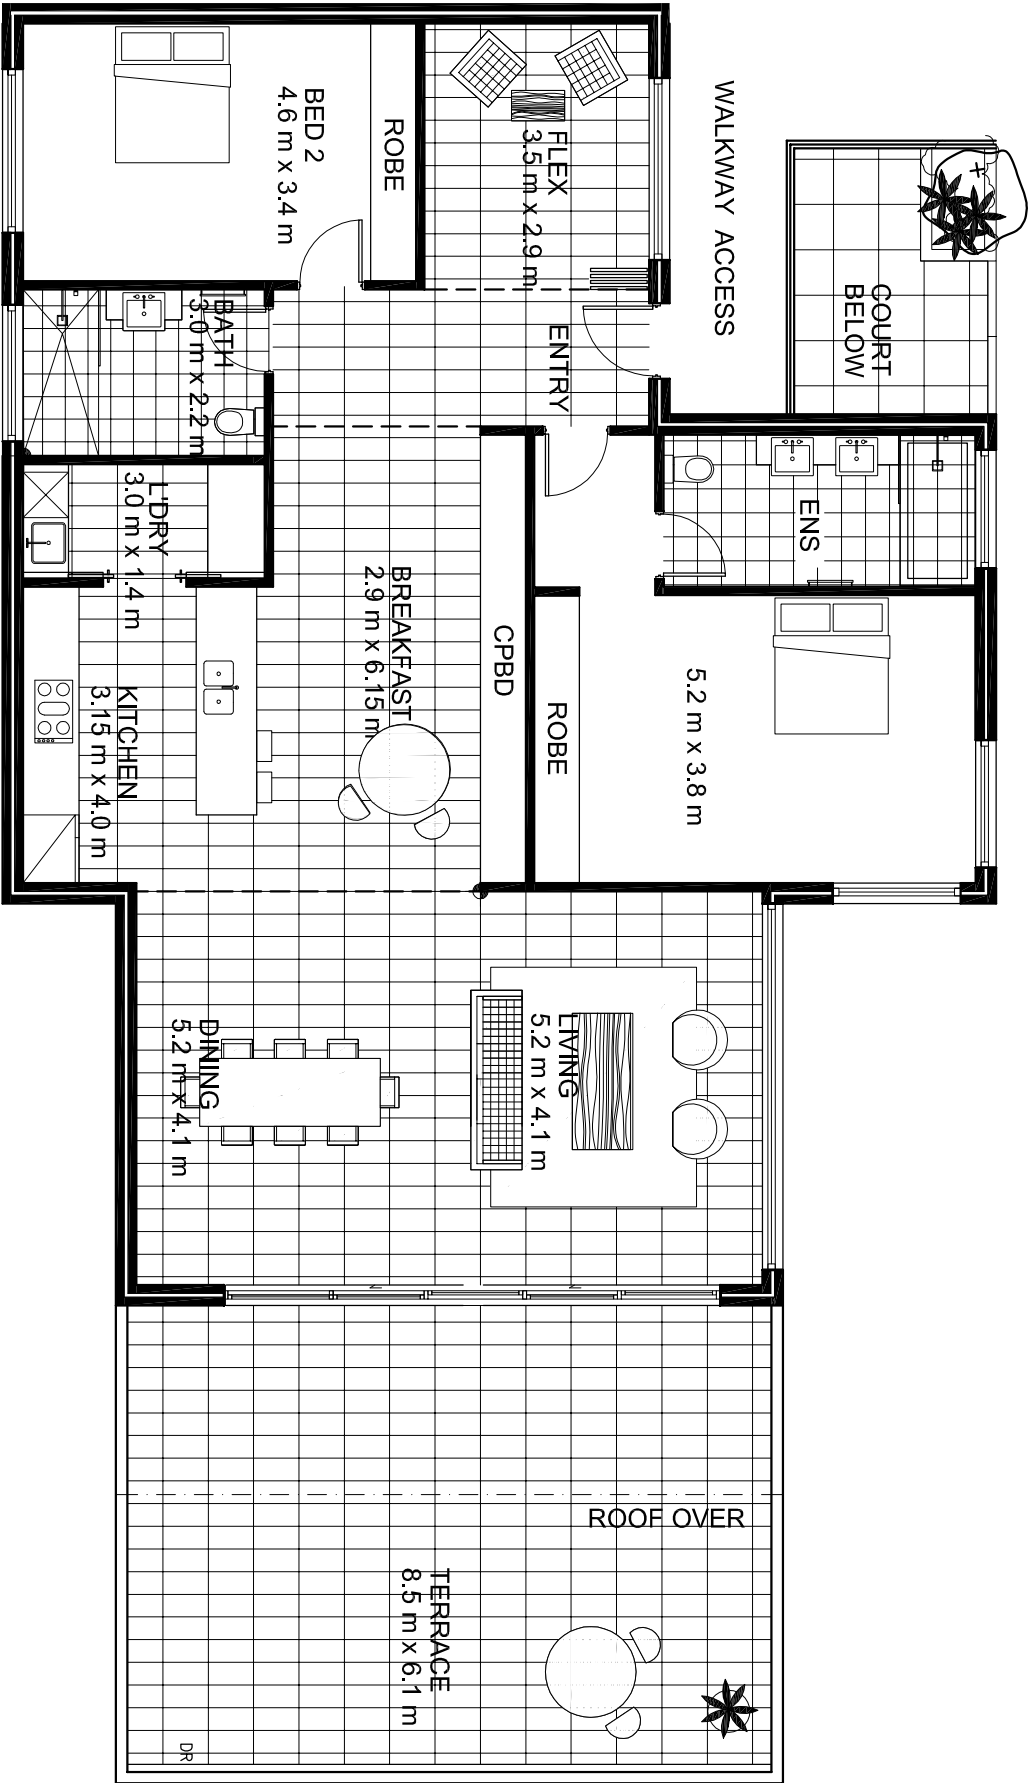 WALKWAY ACCESS
COURT
BELOW
FLEX
3.5 m x 2.9 m
ROBE
BED 2
4.6 m x 3.4 m
ENTRY
BATH
3.0 m x 2.2 m
ENS
L'DRY
3.0 m x 1.4 m
BREAKFAST
2.9 m x 6.15 m
CPBD
ROBE
5.2 m x 3.8 m
KITCHEN
3.15 m x 4.0 m
LIVING
5.2 m x 4.1 m
DINING
5.2 m x 4.1 m
ROOF OVER
TERRACE
8.5 m x 6.1 m
DR